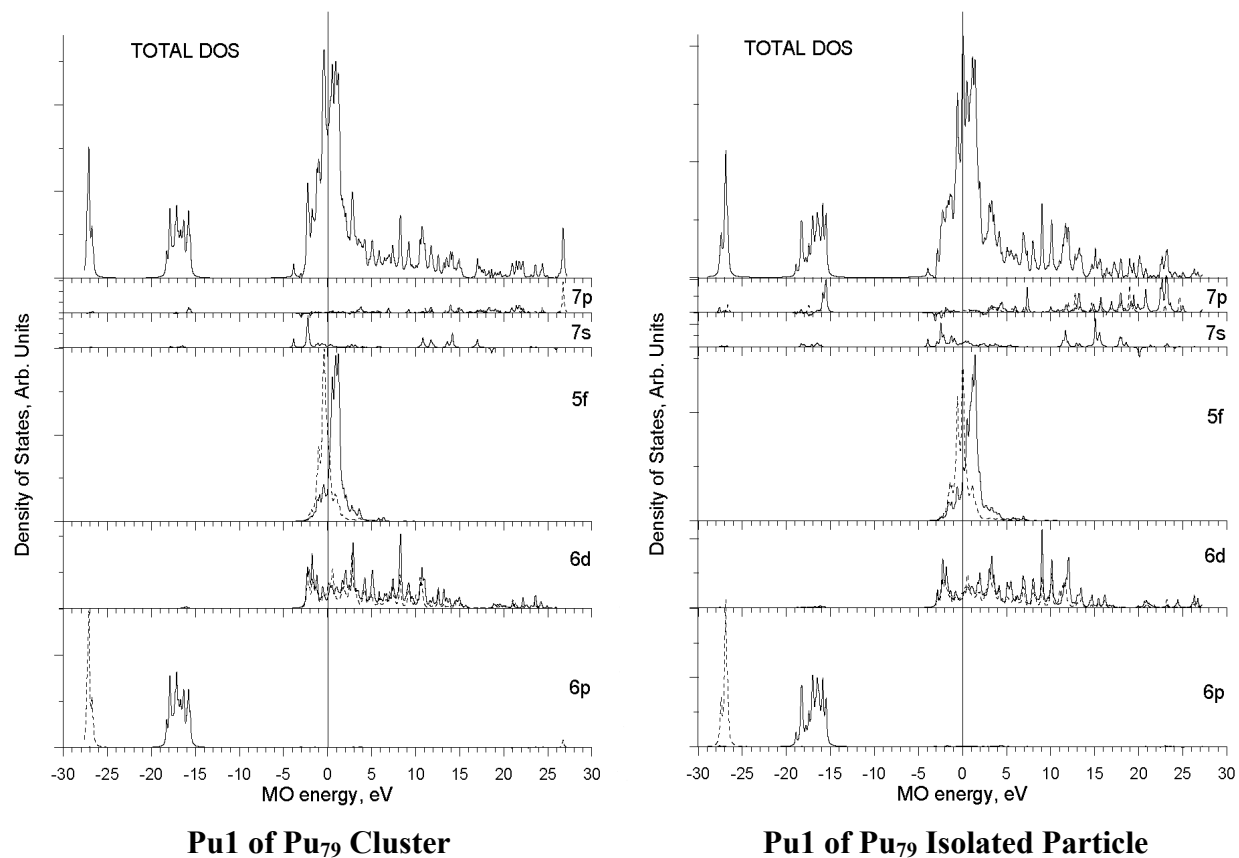 TOTAL DOS
7p
7s
5f
6d
6p
Density of States, Arb. Units
-30 -25 -20 -15 -10 -5 0 5 10 15 20 25 30
MO energy, eV
Pu1 of Pu₇₉ Cluster
TOTAL DOS
7p
7s
5f
6d
6p
Density of States, Arb. Units
-30 -25 -20 -15 -10 -5 0 5 10 15 20 25 30
MO energy, eV
Pu1 of Pu₇₉ Isolated Particle